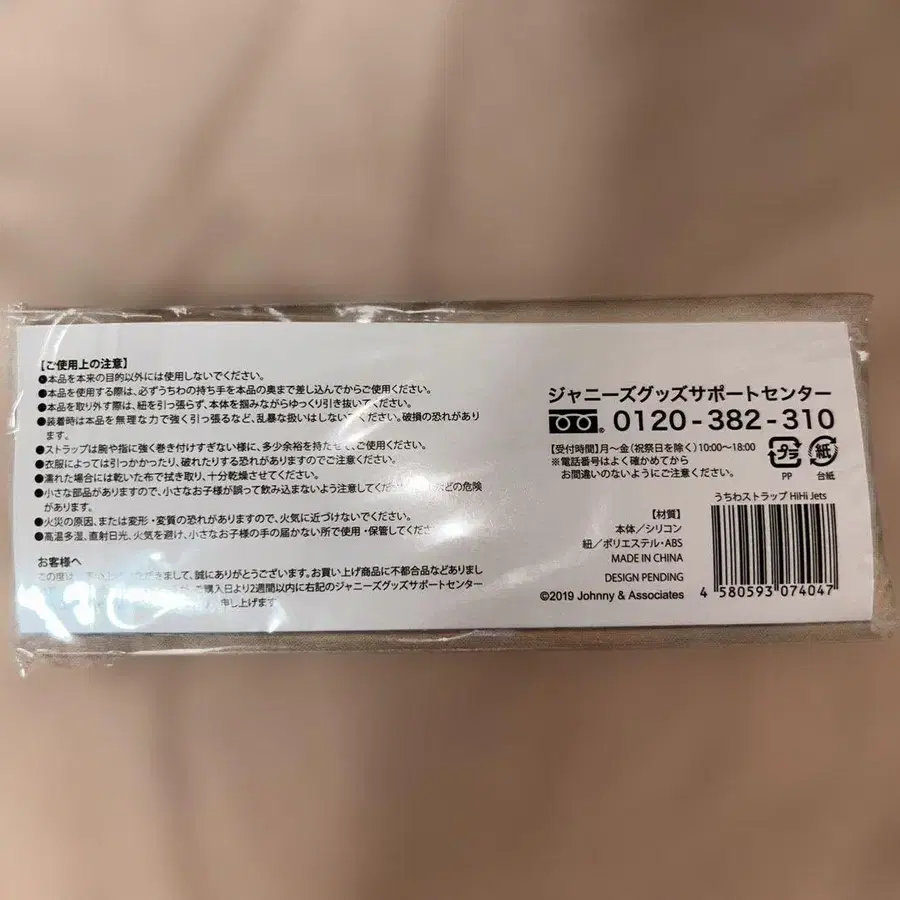 【ご使用上の注意】
●本品を本来の目的以外には使用しないでください。
●本品を使用する際は、必ずうちわの持ち手を本品の奥まで差し込んでからご使用ください。
●本品を取り外す際は、紐を引っ張らず、本体を掴みながらゆっくり引き抜いてください。
●装着時は本品を無理な力で強く引っ張るなど、乱暴な扱いはしないでください。破損の恐れがあり
ます。
●ストラップは腕や指に強く巻き付けすぎない様に、多少余裕を持たせてご使用ください。
●衣服によっては引っかかったり、破れたりする恐れがありますのでご注意ください。
●濡れた場合には乾いた布で拭き取り、十分乾燥させてください。
●小さな部品がありますので、小さなお子様が誤って飲み込まないよう注意してくだ などの危険
があります。
●火災の原因、または変形・変質の恐れがありますので、火気に近づけないでください。
●高温多湿、直射日光、火気を避け、小さなお子様の手の届かない所で使用・保管してください。
お客様へ
この度は まして、誠にありがとうございます。お買い上げ商品に不都合品などありまし
ご購入日より2週間以内に右記のジャニーズグッズサポートセンター
申し上げます
ジャニーズグッズサポートセンター
0120-382-310
【受付時間】月〜金(祝祭日を除く)10:00〜18:00
※電話番号はよく確かめてから
お間違いのないようにご注意ください。
プラ
PP
紙
台紙
うちわストラップ HiHi Jets
【材質】
本体/シリコン
紐/ポリエステル・ABS
MADE IN CHINA
DESIGN PENDING
©2019 Johnny & Associates
4 580593 074047